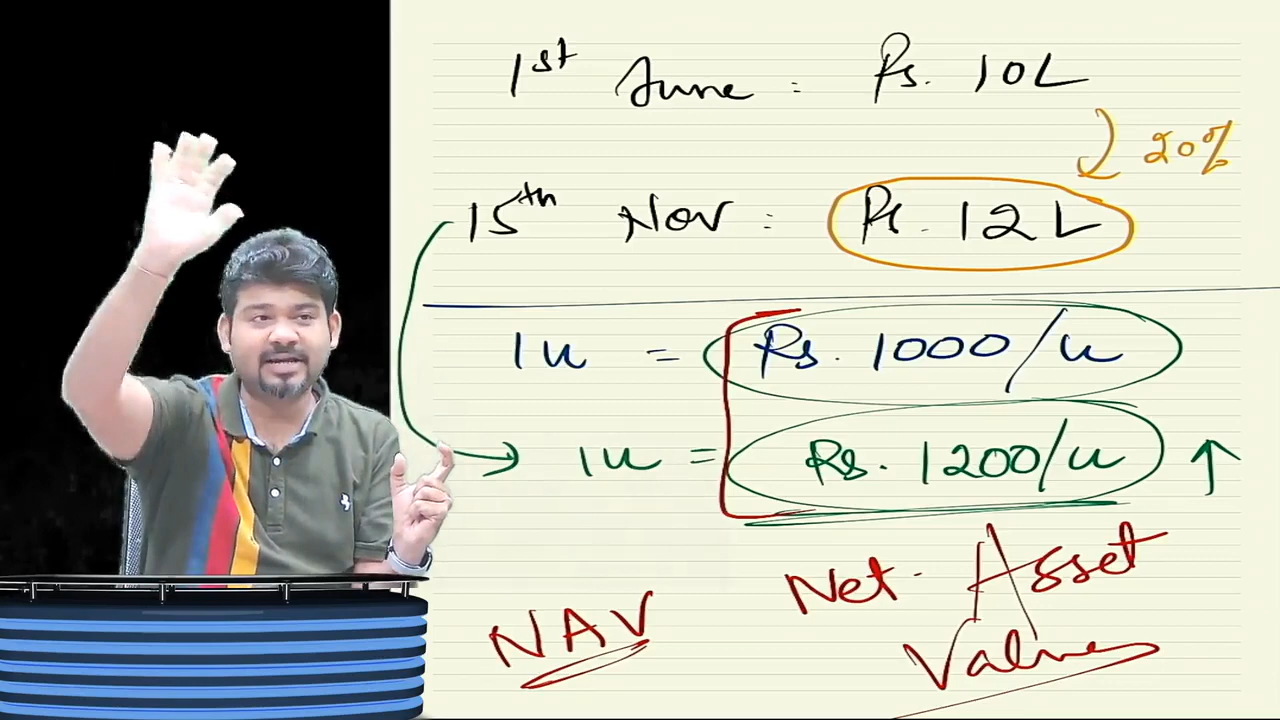 1st June : Rs. 10L
20%
15th Nov : Rs. 12L
1u = Rs. 1000/u
1u = Rs. 1200/u
Net Asset
Value
NAV